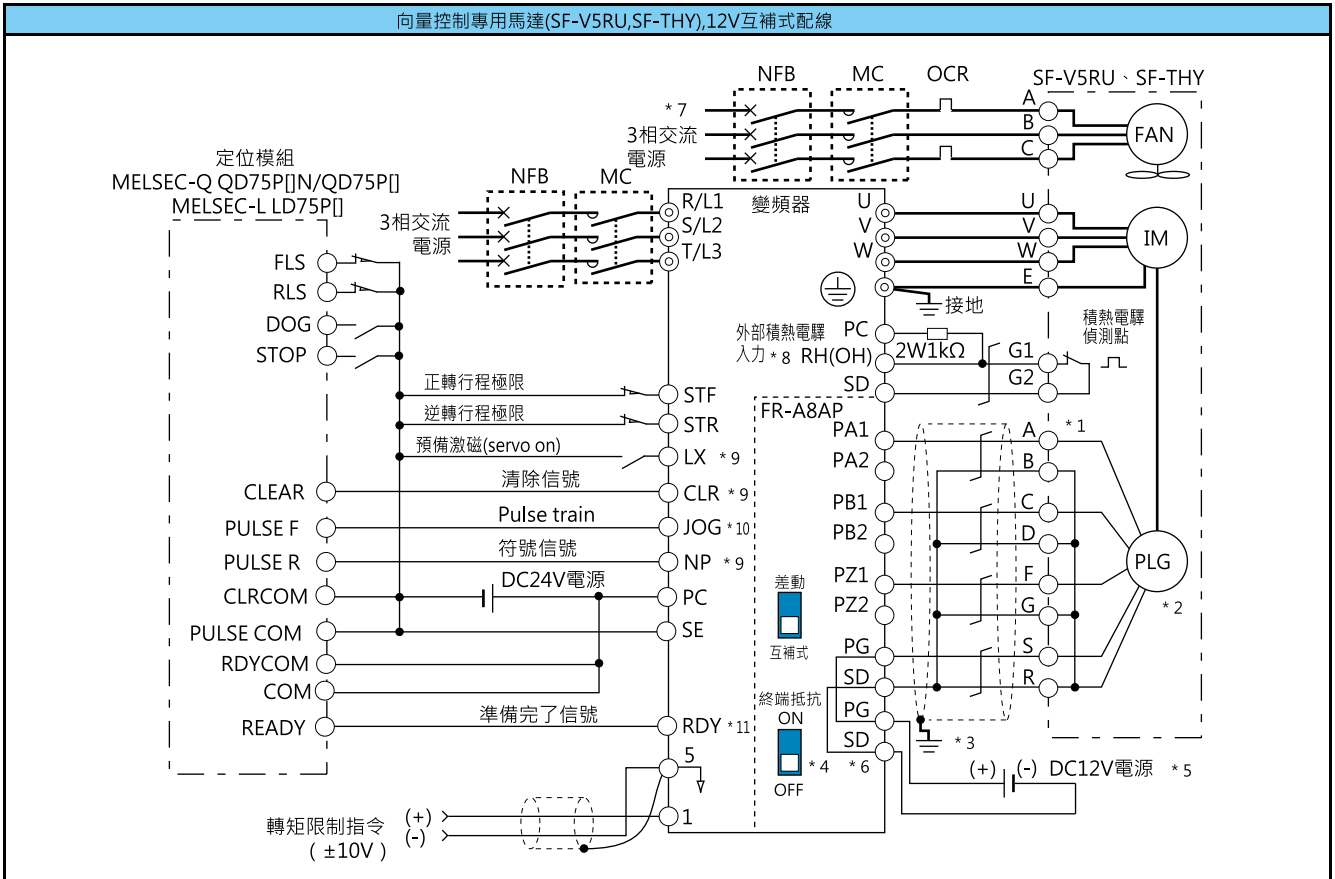 向量控制專用馬達(SF-V5RU,SF-THY),12V互補式配線
NFB MC OCR SF-V5RU、SF-THY
*7
3相交流
電源
A
B
C
FAN
定位模組
MELSEC-Q QD75P[]N/QD75P[]
MELSEC-L LD75P[]
NFB MC
3相交流
電源
R/L1
S/L2
T/L3
變頻器
U
V
W
U
V
W
E
IM
接地
FLS
RLS
DOG
STOP
外部積熱電驛
入力 *8
PC
RH(OH)
SD
2W1kΩ
G1
G2
積熱電驛
偵測點
正轉行程極限
STF
逆轉行程極限
STR
預備激磁(servo on)
LX *9
CLEAR
清除信號
CLR *9
PULSE F
Pulse train
JOG *10
PULSE R
符號信號
NP *9
CLRCOM
DC24V電源
PC
PULSE COM
SE
RDYCOM
COM
READY
準備完了信號
RDY *11
5
1
轉矩限制指令
( ±10V )
(+)
(-)
FR-A8AP
差動
互補式
終端抵抗
ON
OFF
*4
*6
PA1
PA2
PB1
PB2
PZ1
PZ2
PG
SD
PG
SD
A
B
C
D
F
G
S
R
*1
PLG
*2
*3
(+) (-) DC12V電源 *5